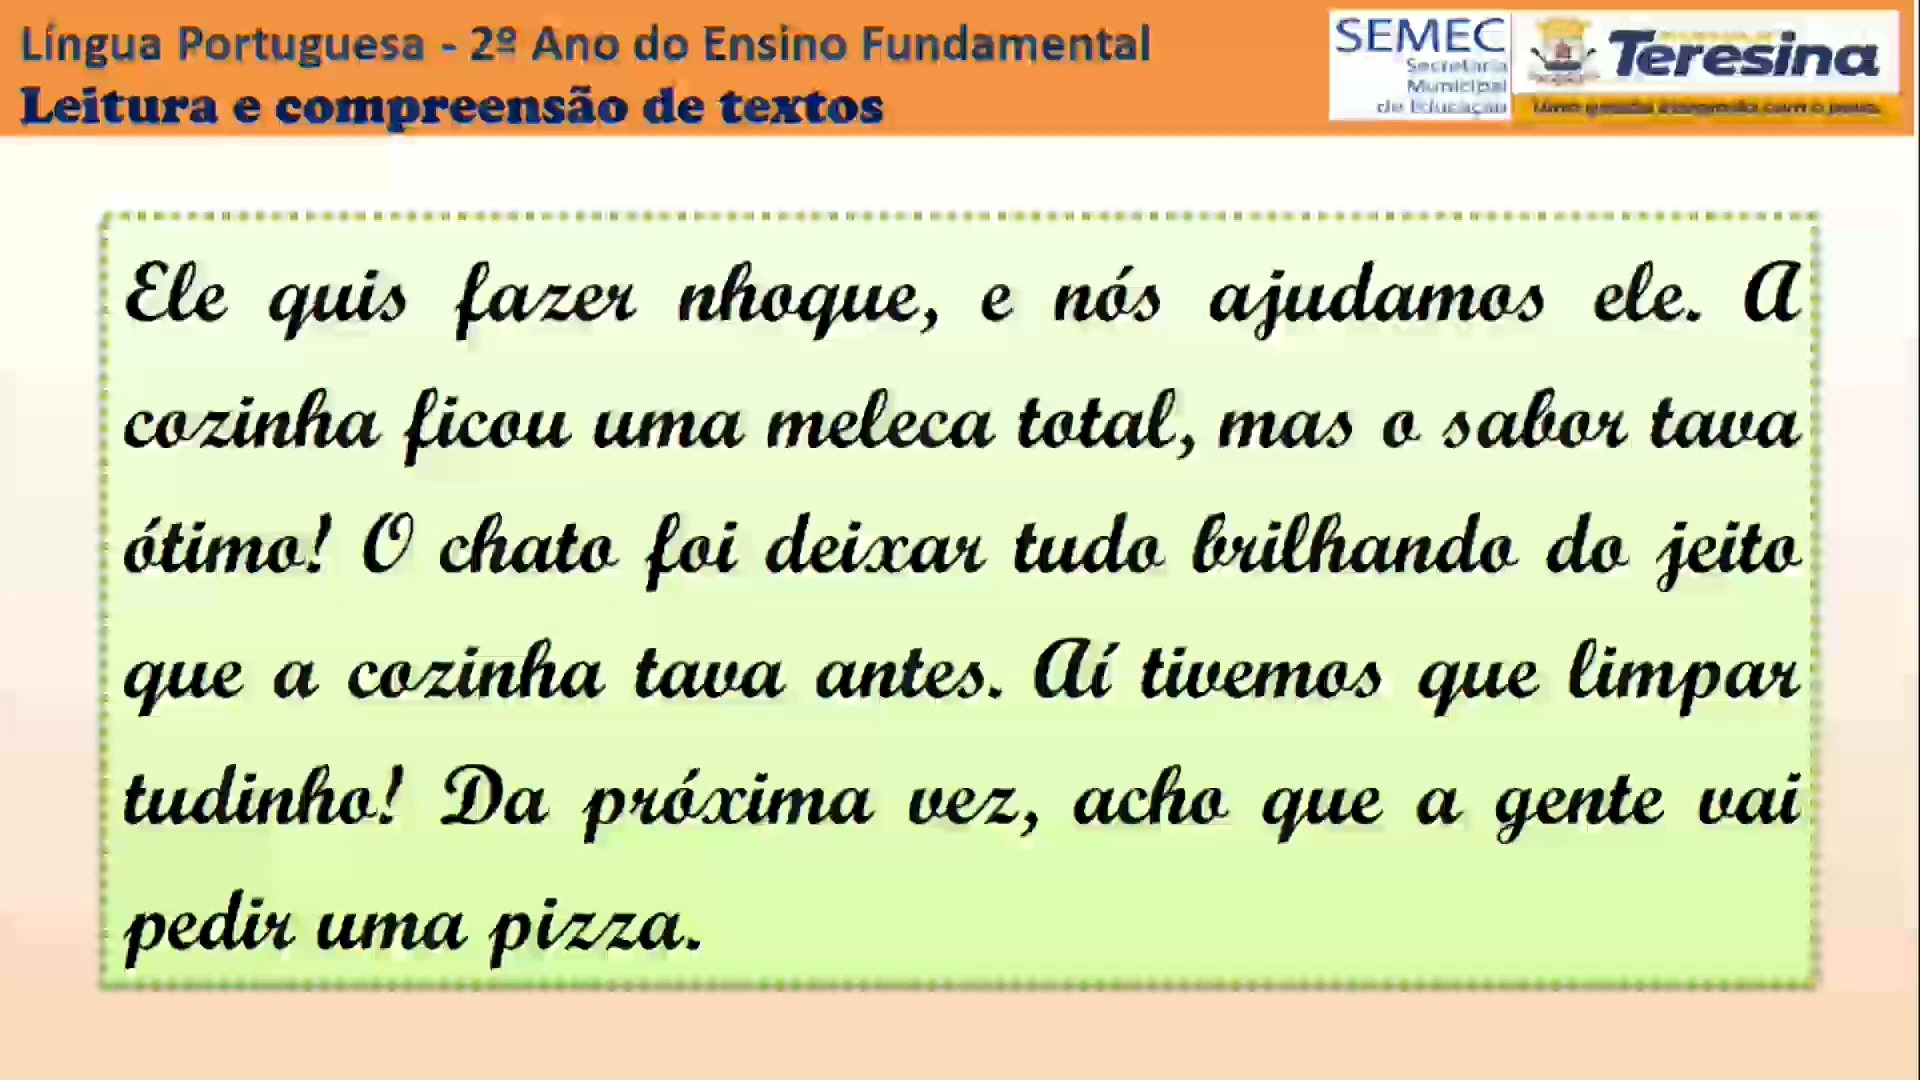 Língua Portuguesa - 2º Ano do Ensino Fundamental
Leitura e compreensão de textos
SEMEC
Secretaria
Municipal
de Educação
Teresina
Ele quis fazer nhoque, e nós ajudamos ele. A
cozinha ficou uma meleca total, mas o sabor tava
ótimo! O chato foi deixar tudo brilhando do jeito
que a cozinha tava antes. Aí tivemos que limpar
tudinho! Da próxima vez, acho que a gente vai
pedir uma pizza.